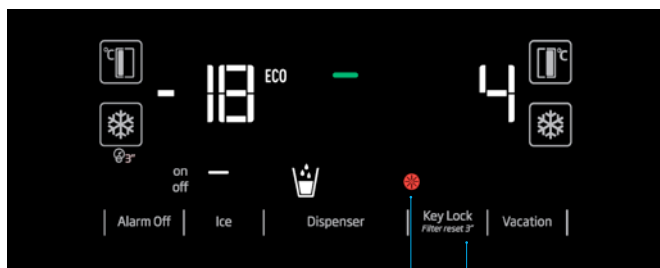 °C
°C
- 18 ECO
4
3"
on
off
Alarm Off
Ice
Dispenser
Key Lock
Filter reset 3"
Vacation